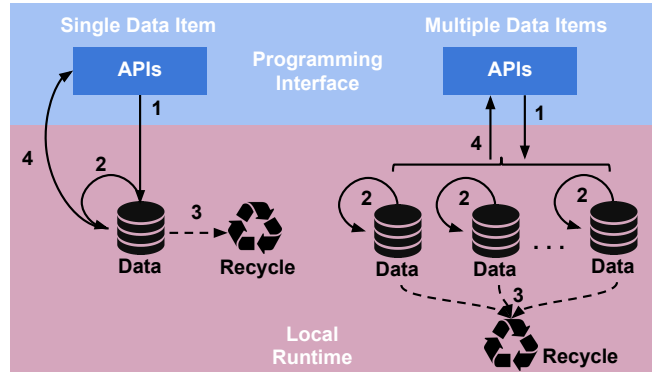 Single Data Item
Multiple Data Items
APIs
Programming
Interface
APIs
1
1
4
4
2
2
2
2
3
Data
Recycle
Data
Data
. . .
Data
3
Local
Runtime
Recycle